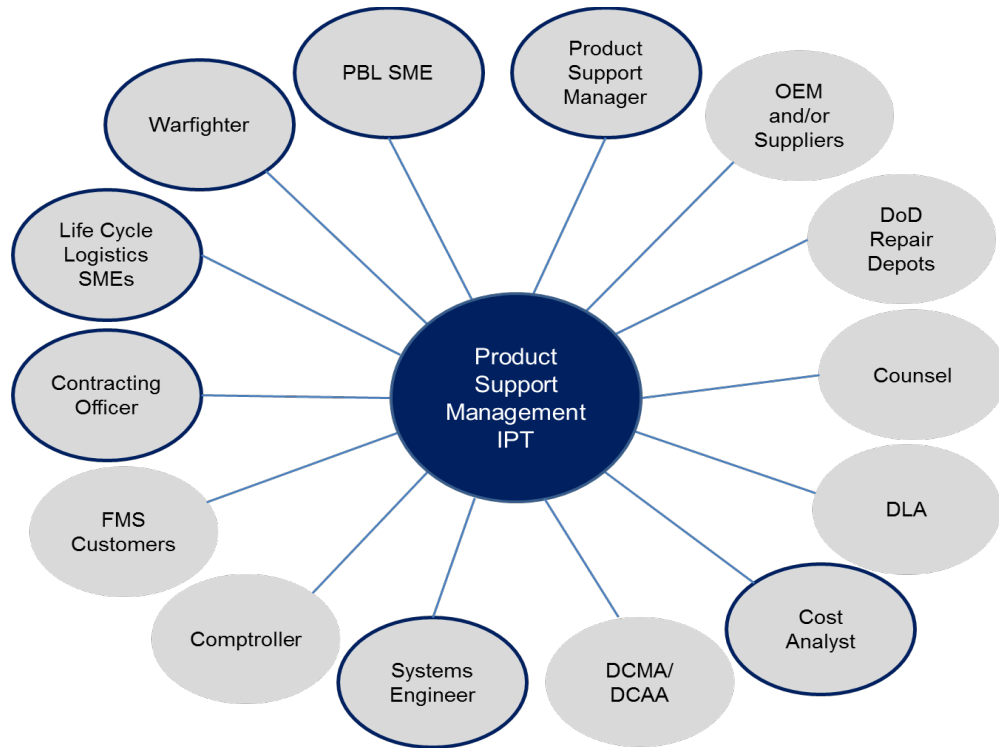 PBL SME
Product
Support
Manager
OEM
and/or
Suppliers
Warfighter
DoD
Repair
Depots
Life Cycle
Logistics
SMEs
Product
Support
Management
IPT
Counsel
Contracting
Officer
DLA
FMS
Customers
Cost
Analyst
Comptroller
Systems
Engineer
DCMA/
DCAA